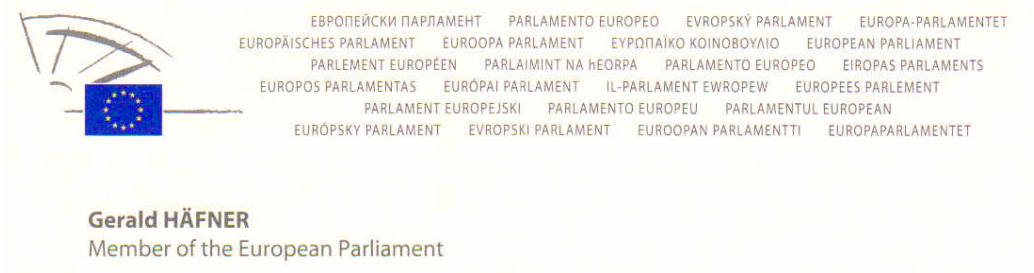 ЕВРОПЕЙСКИ ПАРЛАМЕНТ PARLAMENTO EUROPEO EVROPSKÝ PARLAMENT EUROPA-PARLAMENTET
EUROPÄISCHES PARLAMENT EUROOPA PARLAMENT ΕΥΡΩΠΑΪΚΟ ΚΟΙΝΟΒΟΥΛΙΟ EUROPEAN PARLIAMENT
PARLEMENT EUROPÉEN PARLAIMINT NA hEORPA PARLAMENTO EUROPEO EIROPAS PARLAMENTS
EUROPOS PARLAMENTAS EURÓPAI PARLAMENT IL-PARLAMENT EWROPEW EUROPEES PARLEMENT
PARLAMENT EUROPEJSKI PARLAMENTO EUROPEU PARLAMENTUL EUROPEAN
EURÓPSKY PARLAMENT EVROPSKI PARLAMENT EUROOPAN PARLAMENTTI EUROPAPARLAMENTET
Gerald HÄFNER
Member of the European Parliament